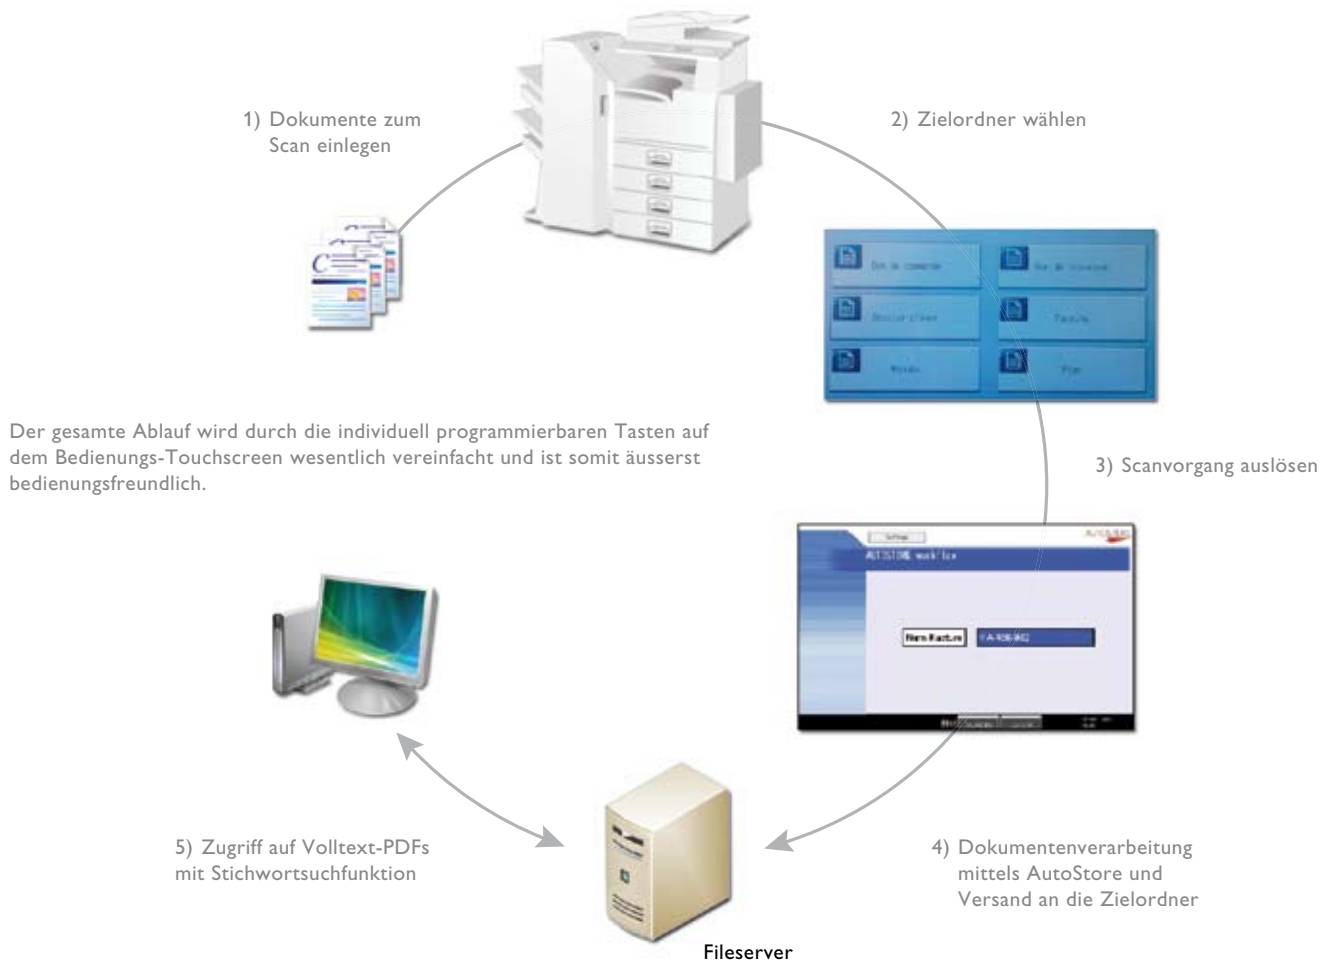 1) Dokumente zum
Scan einlegen
2) Zielordner wählen
Der gesamte Ablauf wird durch die individuell programmierbaren Tasten auf
dem Bedienungs-Touchscreen wesentlich vereinfacht und ist somit äusserst
bedienungsfreundlich.
3) Scanvorgang auslösen
AUTOSTORE workflow
5) Zugriff auf Volltext-PDFs
mit Stichwortsuchfunktion
4) Dokumentenverarbeitung
mittels AutoStore und
Versand an die Zielordner
Fileserver